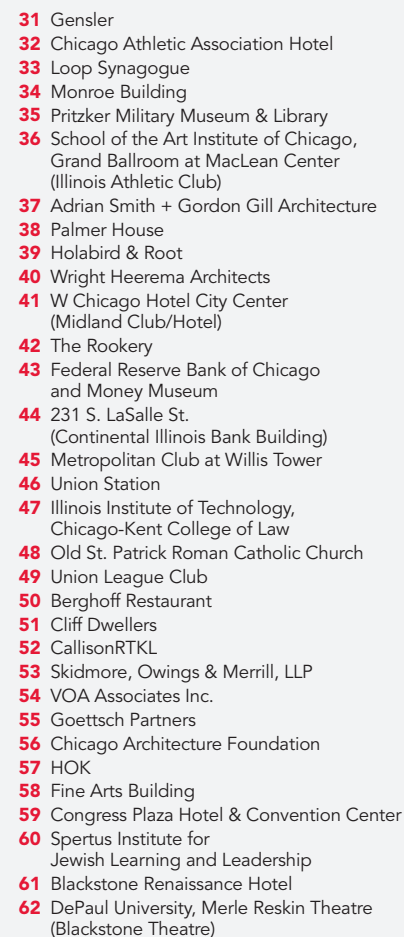 31 Gensler
32 Chicago Athletic Association Hotel
33 Loop Synagogue
34 Monroe Building
35 Pritzker Military Museum & Library
36 School of the Art Institute of Chicago,
Grand Ballroom at MacLean Center
(Illinois Athletic Club)
37 Adrian Smith + Gordon Gill Architecture
38 Palmer House
39 Holabird & Root
40 Wright Heerema Architects
41 W Chicago Hotel City Center
(Midland Club/Hotel)
42 The Rookery
43 Federal Reserve Bank of Chicago
and Money Museum
44 231 S. LaSalle St.
(Continental Illinois Bank Building)
45 Metropolitan Club at Willis Tower
46 Union Station
47 Illinois Institute of Technology,
Chicago-Kent College of Law
48 Old St. Patrick Roman Catholic Church
49 Union League Club
50 Berghoff Restaurant
51 Cliff Dwellers
52 CallisonRTKL
53 Skidmore, Owings & Merrill, LLP
54 VOA Associates Inc.
55 Goettsch Partners
56 Chicago Architecture Foundation
57 HOK
58 Fine Arts Building
59 Congress Plaza Hotel & Convention Center
60 Spertus Institute for
Jewish Learning and Leadership
61 Blackstone Renaissance Hotel
62 DePaul University, Merle Reskin Theatre
(Blackstone Theatre)